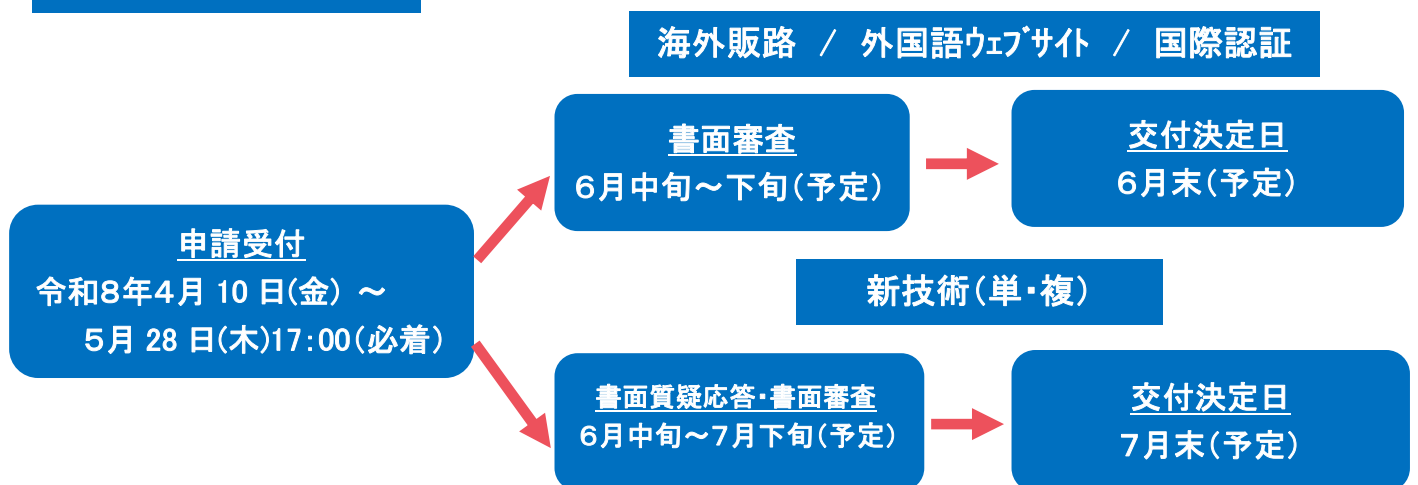 海外販路 / 外国語ｳｪﾌﾞｻｲﾄ / 国際認証
書面審査
６月中旬～下旬（予定）
交付決定日
６月末（予定）
申請受付
令和８年４月 10 日(金) ～
５月 28 日(木)17：00（必着）
新技術（単・複）
書面質疑応答・書面審査
６月中旬～７月下旬（予定）
交付決定日
７月末（予定）